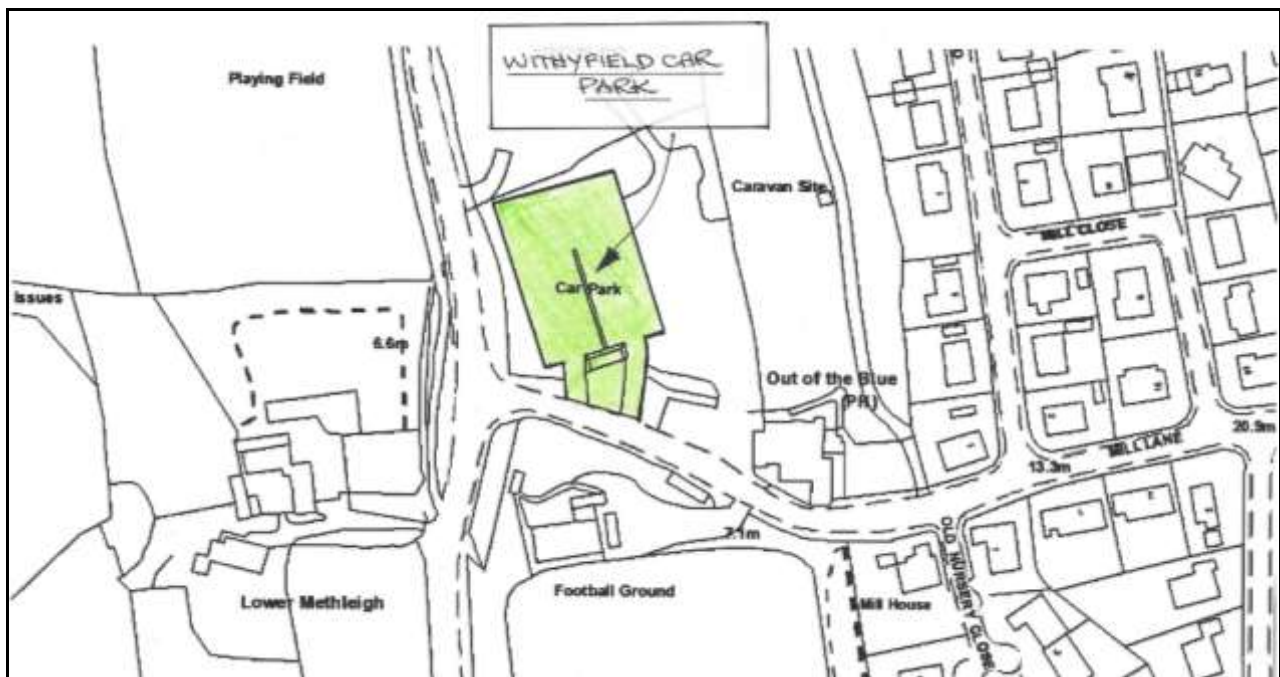 WITHYFIELD CAR
PARK
Playing Field
Caravan Site
MILL CLOSE
Issues
Car Park
6.6m
Out of the Blue
(PH)
20.9m
MILL LANE
13.3m
7.1m
OLD NURSERY CLOSE
Football Ground
Lower Methleigh
Mill House